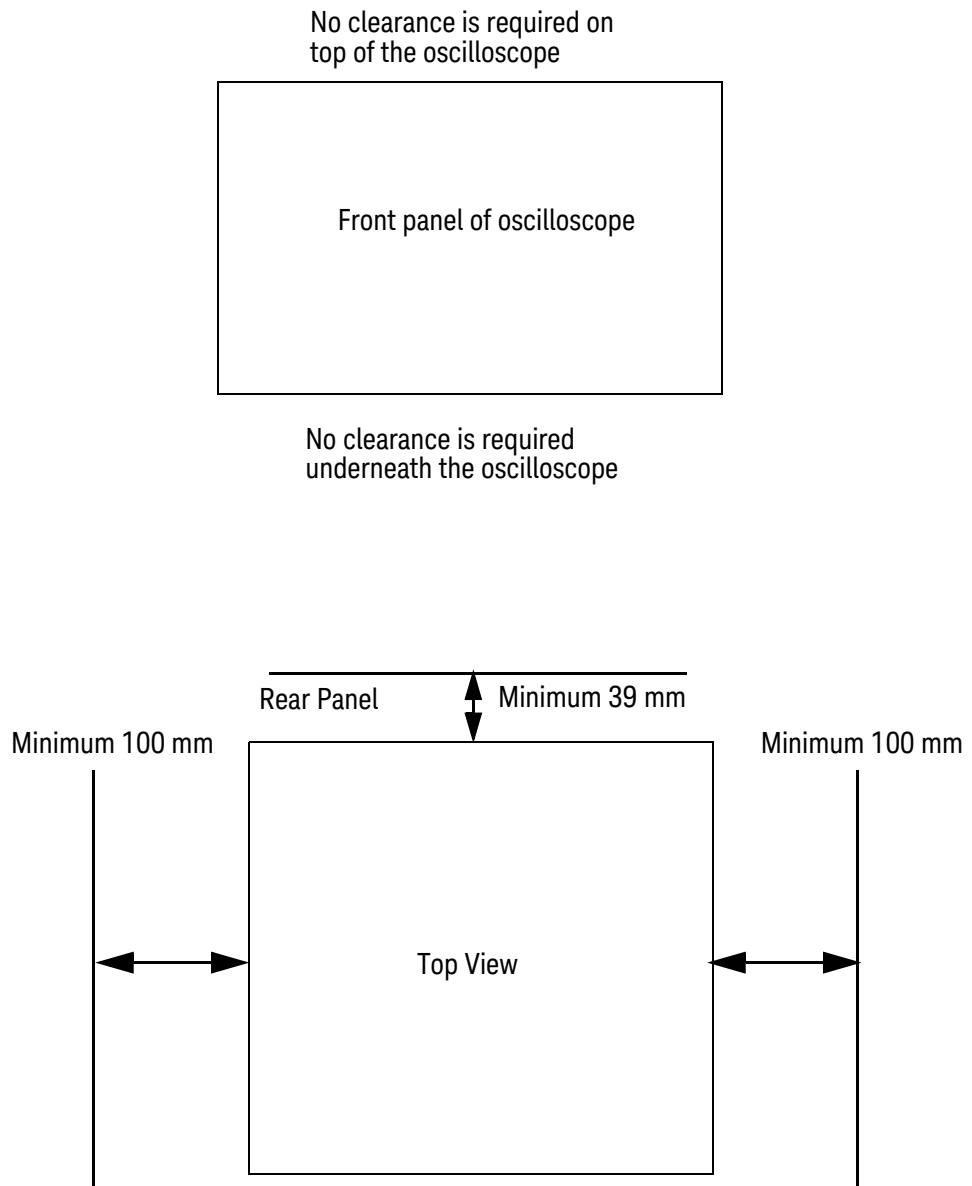 No clearance is required on
top of the oscilloscope
Front panel of oscilloscope
No clearance is required
underneath the oscilloscope
Rear Panel
Minimum 39 mm
Minimum 100 mm
Minimum 100 mm
Top View